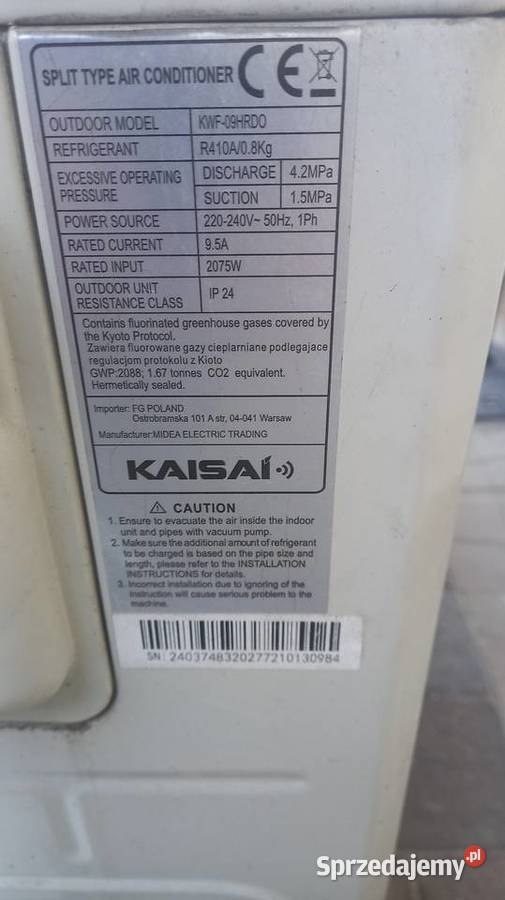 SPLIT TYPE AIR CONDITIONER CE
OUTDOOR MODEL KWF-09HRDO
REFRIGERANT R410A/0.8Kg
EXCESSIVE OPERATING PRESSURE DISCHARGE 4.2MPa
SUCTION 1.5MPa
POWER SOURCE 220-240V~ 50Hz, 1Ph
RATED CURRENT 9.5A
RATED INPUT 2075W
OUTDOOR UNIT RESISTANCE CLASS IP 24
Contains fluorinated greenhouse gases covered by
the Kyoto Protocol.
Zawiera fluorowane gazy cieplarniane podlegajace
regulacjom protokolu z Kioto
GWP:2088; 1.67 tonnes CO2 equivalent.
Hermetically sealed.
Importer: FG POLAND
Ostrobramska 101 A str, 04-041 Warsaw
Manufacturer:MIDEA ELECTRIC TRADING
KAISAI
CAUTION
1. Ensure to evacuate the air inside the indoor
unit and pipes with vacuum pump.
2. Make sure the additional amount of refrigerant
to be charged is based on the pipe size and
length, please refer to the INSTALLATION
INSTRUCTIONS for details.
3. Incorrect installation due to ignoring of the
Instruction will cause serious problem to the
machine.
SN 2403748320277210130984
Sprzedajemy.pl